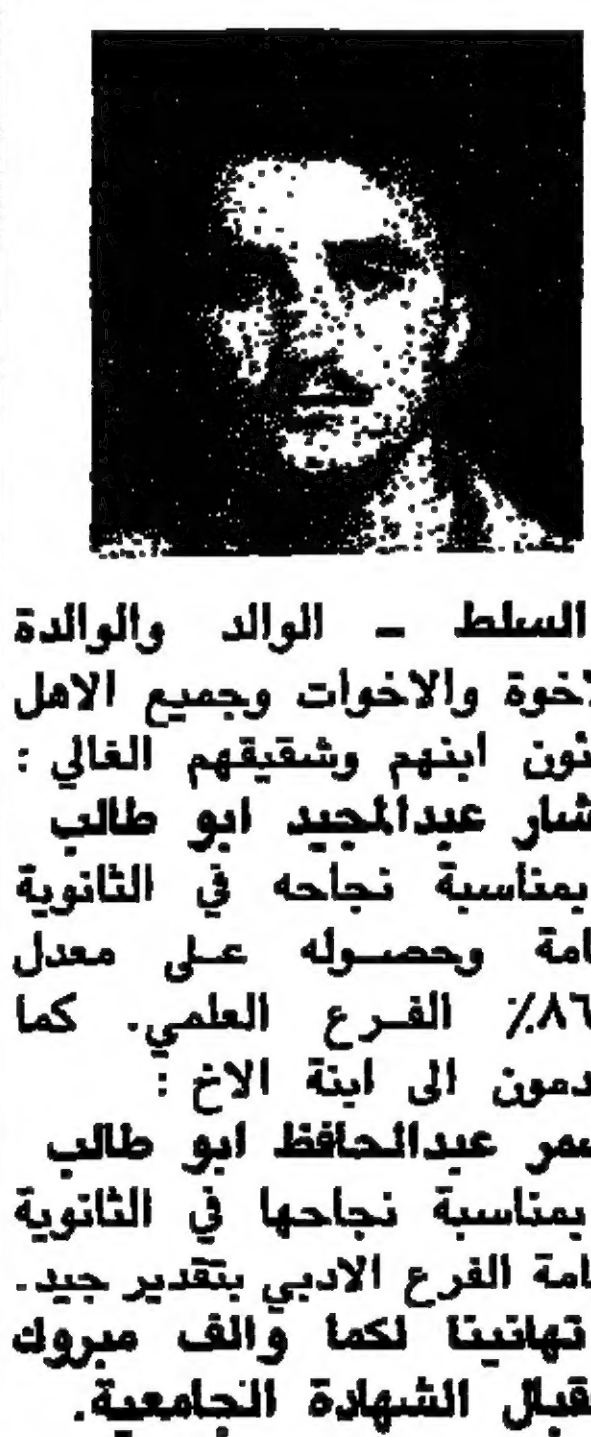 السلط ـ الوالد والوالدة
لاخوة والاخوات وجميع الاهل
ئون ابنهم وشقيقهم الغالي :
شار عبدالمجيد ابو طالب
بمناسبة نجاحه في الثانوية
امة وحصوله على معدل
٨٦٪ الفرع العلمي. كما
دمون الى ابنة الاخ :
عبدالحافظ ابو طالب
بمناسبة نجاحها في الثانوية
امة الفرع الادبي بتقدير جيد.
تهانينا لكما والف مبروك
قبال الشهادة الجامعية.